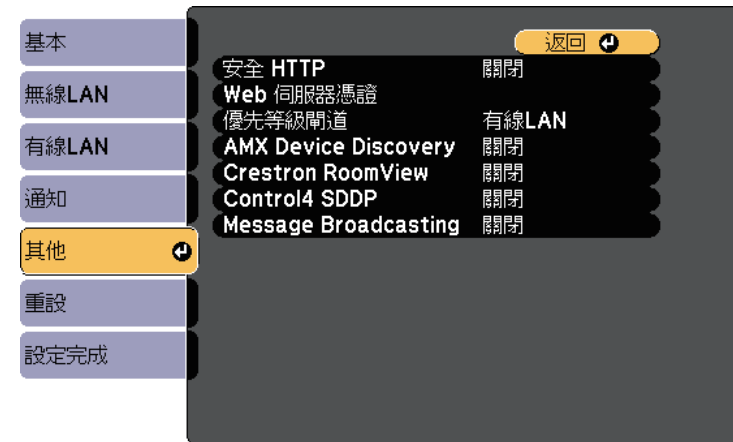 基本
無線LAN
有線LAN
通知
其他
重設
設定完成
返回
安全 HTTP 關閉
Web 伺服器憑證
優先等級閘道 有線LAN
AMX Device Discovery 關閉
Crestron RoomView 關閉
Control4 SDDP 關閉
Message Broadcasting 關閉